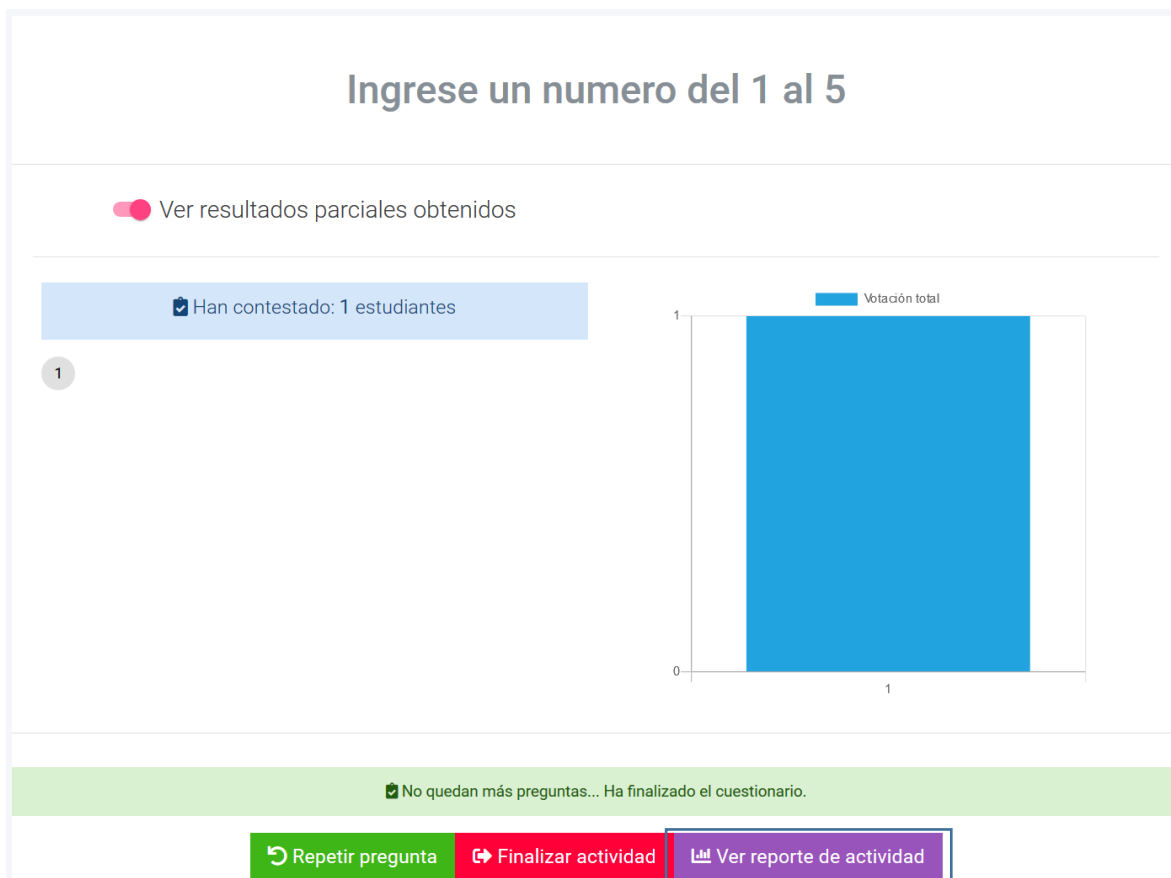 Ingrese un numero del 1 al 5
Ver resultados parciales obtenidos
Han contestado: 1 estudiantes
1
Votación total
1
0
1
No quedan más preguntas... Ha finalizado el cuestionario.
Repetir pregunta
Finalizar actividad
Ver reporte de actividad